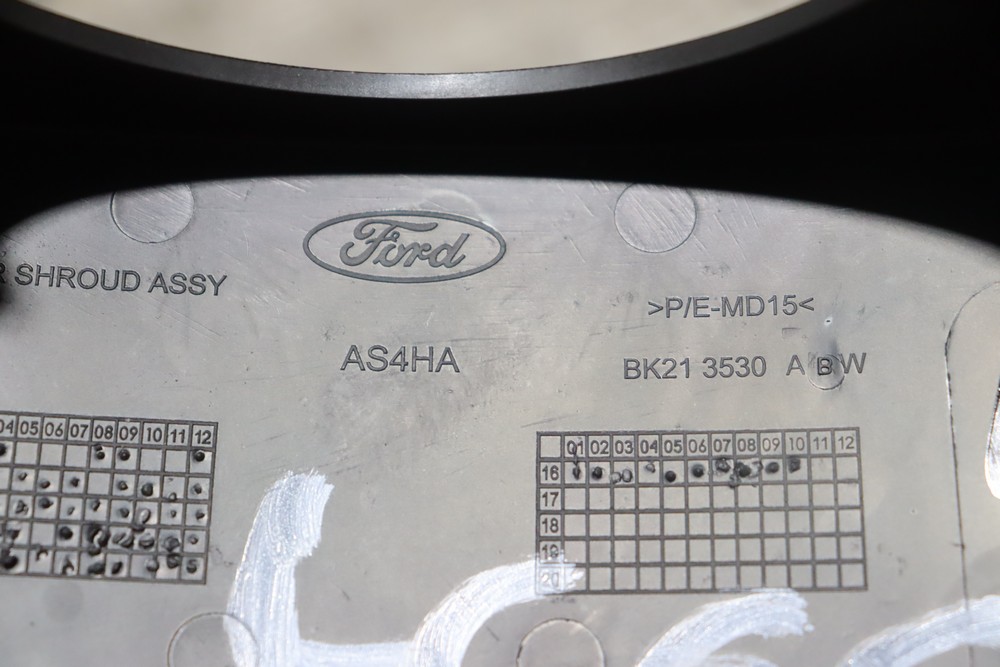 Ford
R SHROUD ASSY
>P/E-MD15<
AS4HA
BK21 3530 A B W
04 05 06 07 08 09 10 11 12
01 02 03 04 05 06 07 08 09 10 11 12
16
17
18
19
20